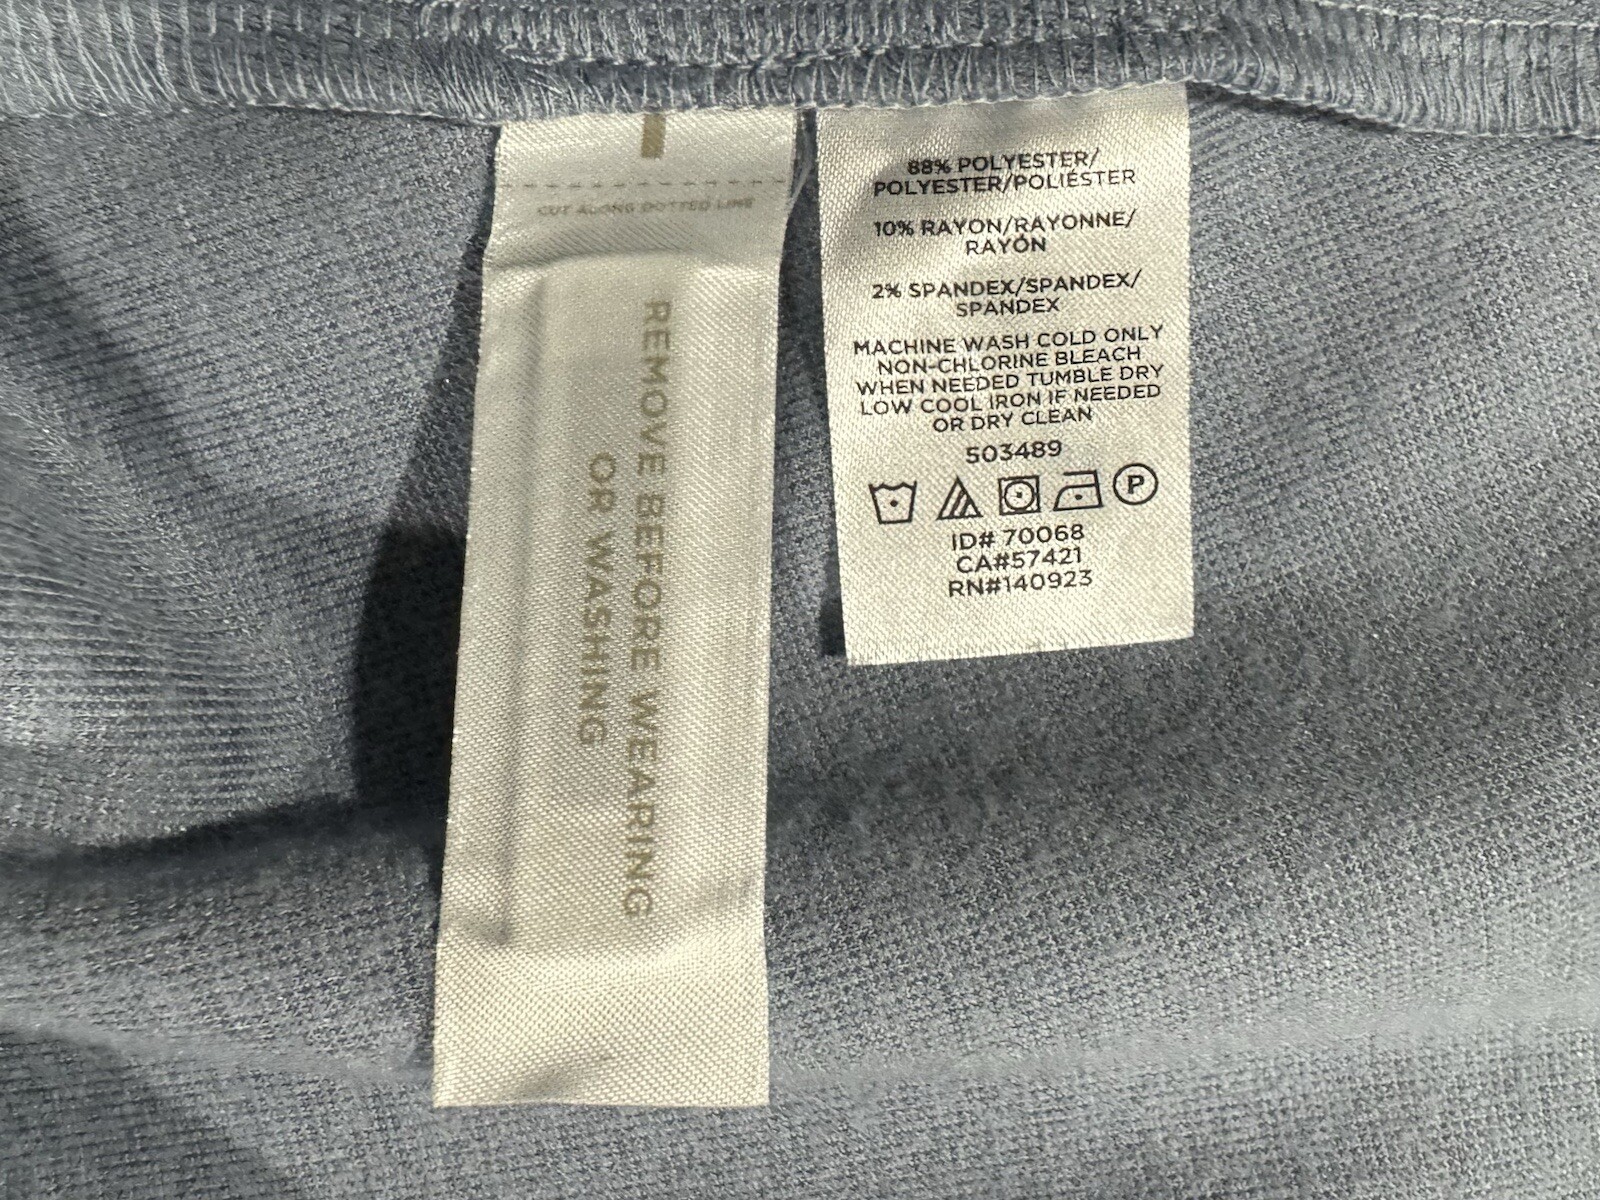 CUT ALONG DOTTED LINE
REMOVE BEFORE WEARING
OR WASHING
88% POLYESTER/
POLYESTER/POLIÉSTER
10% RAYON/RAYONNE/
RAYÓN
2% SPANDEX/SPANDEX/
SPANDEX
MACHINE WASH COLD ONLY
NON-CHLORINE BLEACH
WHEN NEEDED TUMBLE DRY
LOW COOL IRON IF NEEDED
OR DRY CLEAN
503489
P
ID# 70068
CA#57421
RN#140923